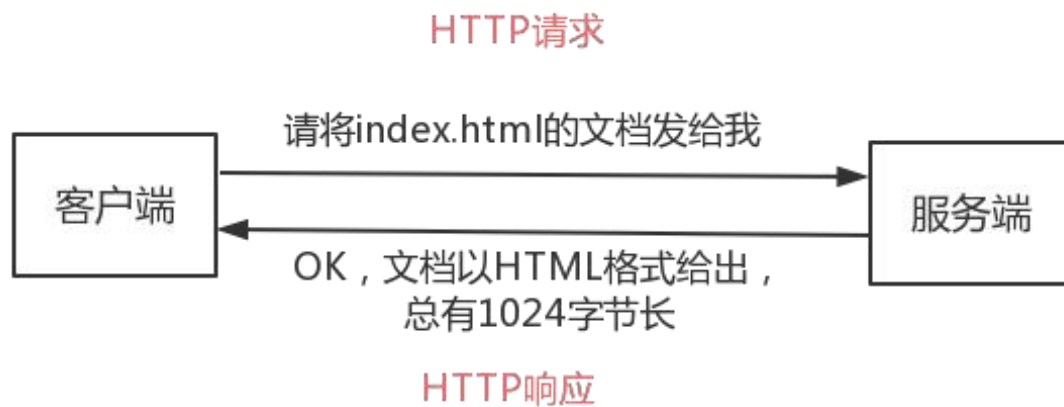 HTTP请求
请将index.html的文档发给我
客户端
服务端
OK，文档以HTML格式给出，
总有1024字节长
HTTP响应